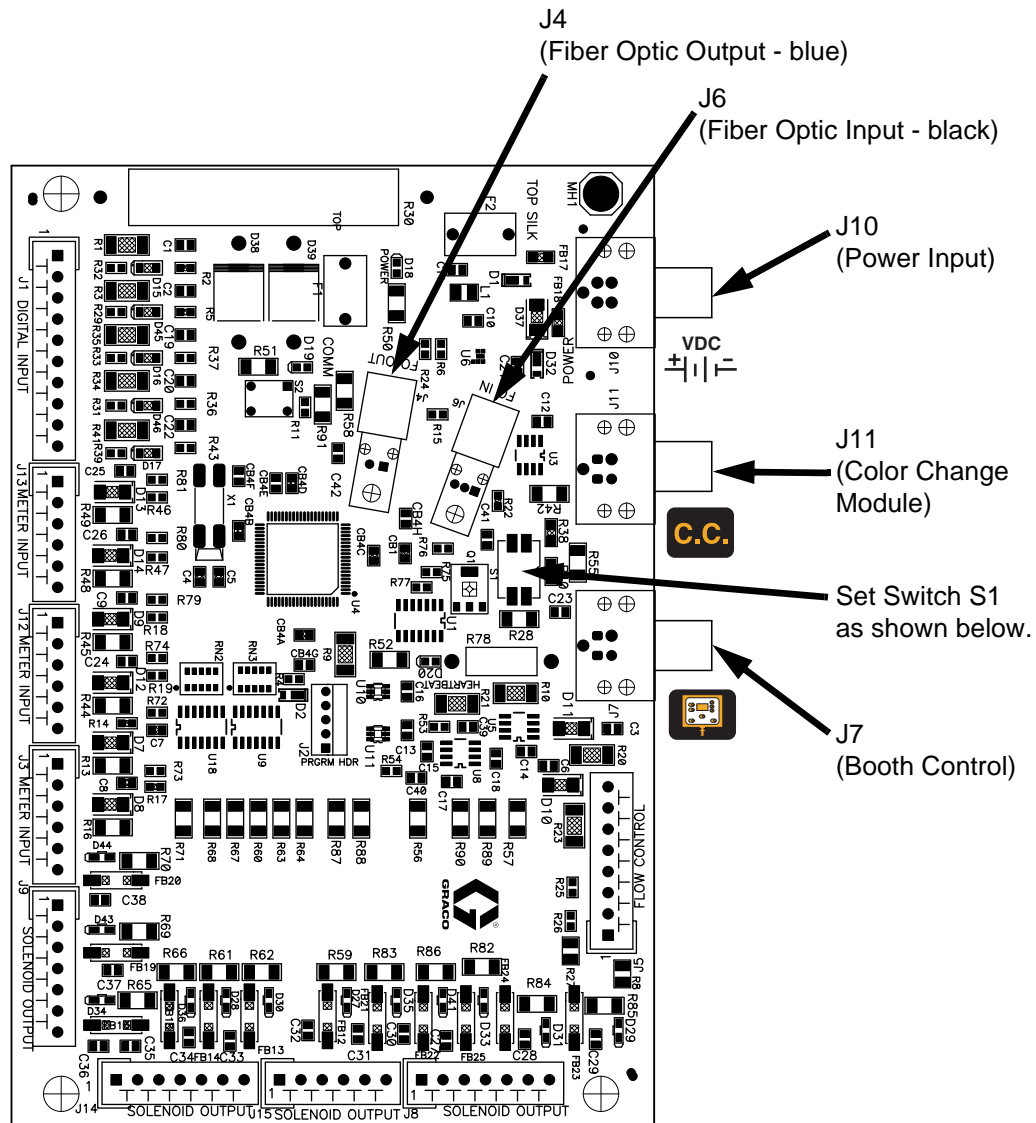 J4
(Fiber Optic Output - blue)
J6
(Fiber Optic Input - black)
J10
(Power Input)
VDC
J11
(Color Change
Module)
C.C.
Set Switch S1
as shown below.
J7
(Booth Control)
TOP
R30
F2
TOP SILK
MH1
1
J1 DIGITAL INPUT
R1
R32
R3
R29
R35
R33
R34
R31
R41
R39
D15
D45
D16
D46
D17
C1
C2
C19
C20
C22
C25
D38
D39
R2
R5
F1
R37
R36
R43
R51
D19
S2
R11
COMM
R91
R58
C42
POWER
D18
R50
FO OUT
J4
R24
R6
L1
C10
D1
U6
FO IN
J6
R15
FB17
FB18
D37
D32
POWER
C12
U3
J10
J11
J13 METER INPUT
R49
C26
R48
D13
D14
R81
R46
R80
R47
X1
CB4F
CB4E
CB4D
CB4B
C4
C5
R79
U4
CB4C
CB1
CB4H
R76
R75
R77
Q1
S1
C41
R22
R42
R38
R55
C23
J12 METER INPUT
C9
R45
C24
R44
R14
D9
D12
D7
R18
R74
R19
R72
C7
RN2
RN3
CB4A
CB4G
R9
R4
D2
R52
U1
D20
HEARTBEAT
R78
R28
R21
R10
D11
J7
C3
R20
U18
U9
J2
PRGRM HDR
U10
U11
C16
R53
C13
C15
R54
C40
C17
U8
C39
U5
C18
C14
C6
D10
R23
J3 METER INPUT
R13
C8
R16
D8
R73
R17
R71
R68
R67
R60
R63
R64
R87
R88
R56
R90
R89
R57
FLOW CONTROL
R25
R26
1
J5
R8
D44
R70
FB20
C38
J9
SOLENOID OUTPUT
D43
R69
FB19
C37
R65
D34
C36
C35
GRACO
®
R66
R61
R62
R59
R83
R86
R82
R84
R27
R85
D36
D28
D30
D27
D35
D41
D33
D31
D29
FB24
C34
FB14
C33
FB13
C32
FB12
C31
C30
FB22
FB25
C28
FB23
C29
1
J14
SOLENOID OUTPUT
J15
1
SOLENOID OUTPUT
J8
1
SOLENOID OUTPUT